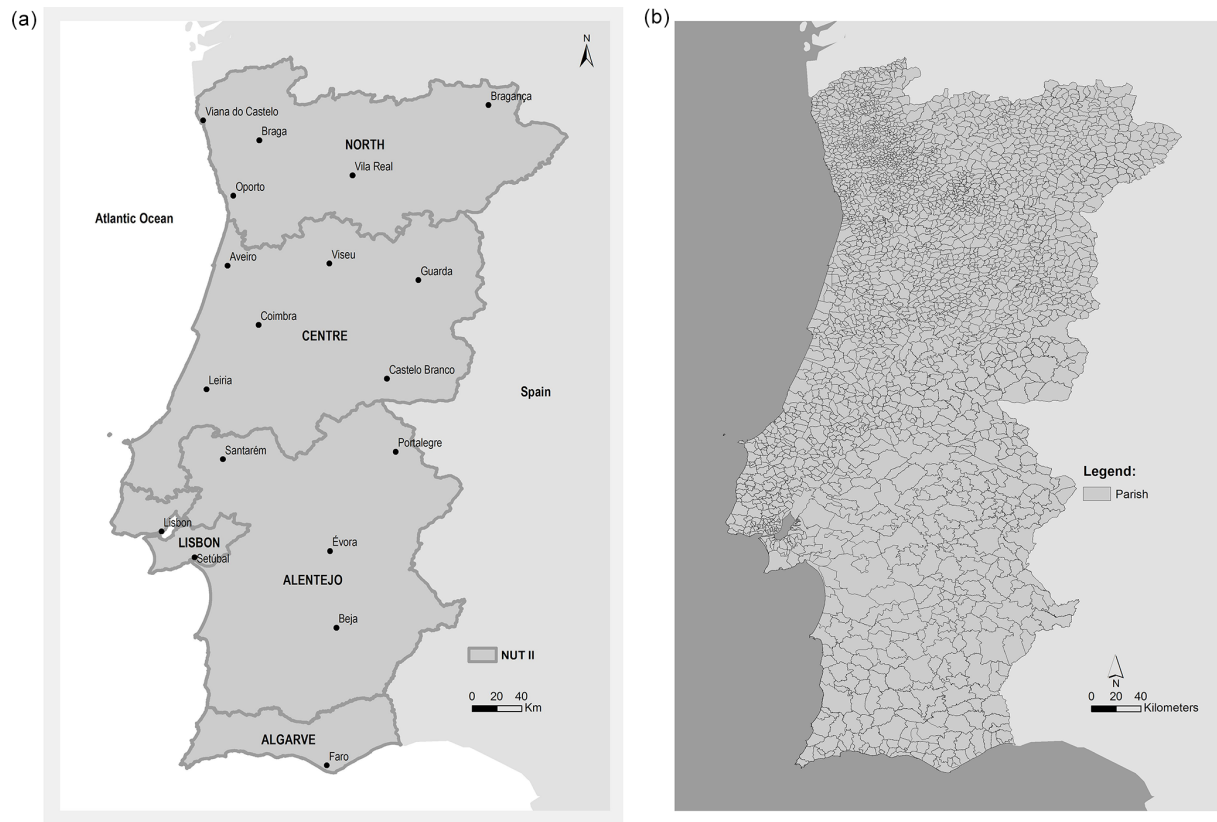 (a)
N
Bragança
Viana do Castelo
Braga
NORTH
Vila Real
Oporto
Atlantic Ocean
Aveiro
Viseu
Guarda
Coimbra
CENTRE
Castelo Branco
Leiria
Spain
Portalegre
Santarém
Lisbon
LISBON
Setúbal
Évora
ALENTEJO
Beja
NUT II
0 20 40
Km
ALGARVE
Faro
(b)
Legend:
Parish
N
0 20 40
Kilometers